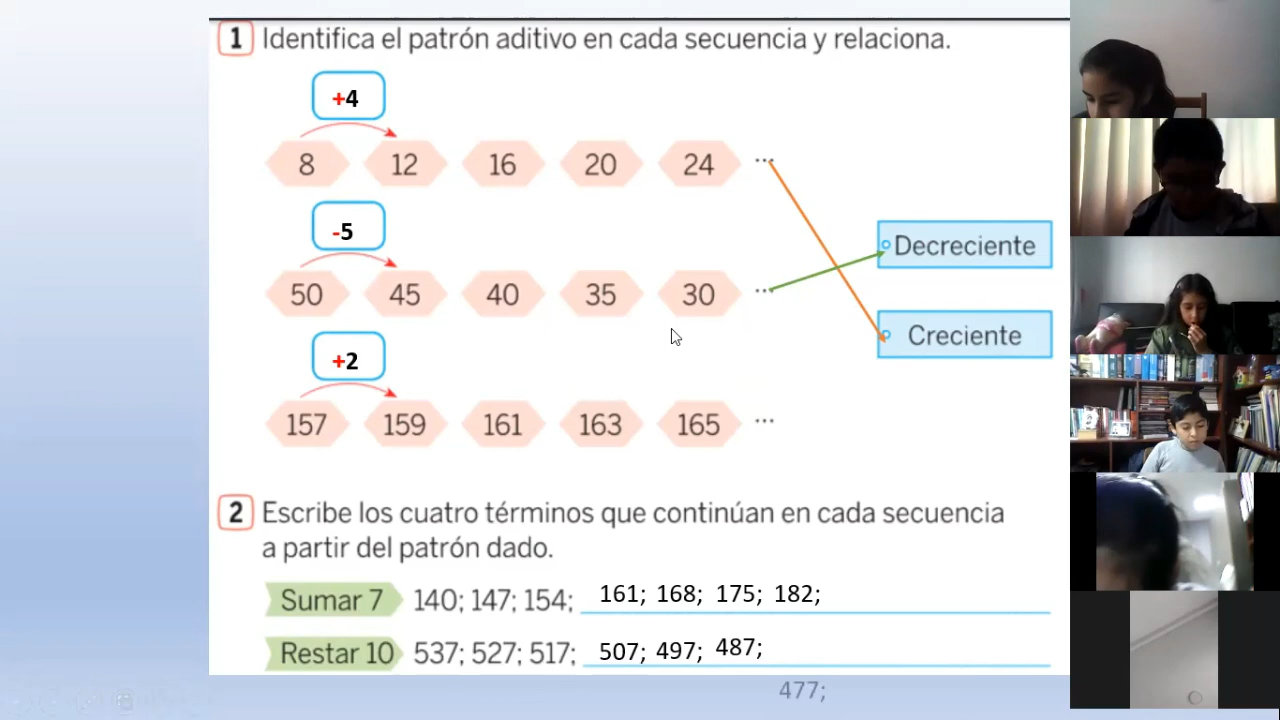 1 Identifica el patrón aditivo en cada secuencia y relaciona.
+4
8 12 16 20 24 ...
-5
Decreciente
50 45 40 35 30 ...
Creciente
+2
157 159 161 163 165 ...
2 Escribe los cuatro términos que continúan en cada secuencia
a partir del patrón dado.
Sumar 7 140; 147; 154; 161; 168; 175; 182;
Restar 10 537; 527; 517; 507; 497; 487;
477;